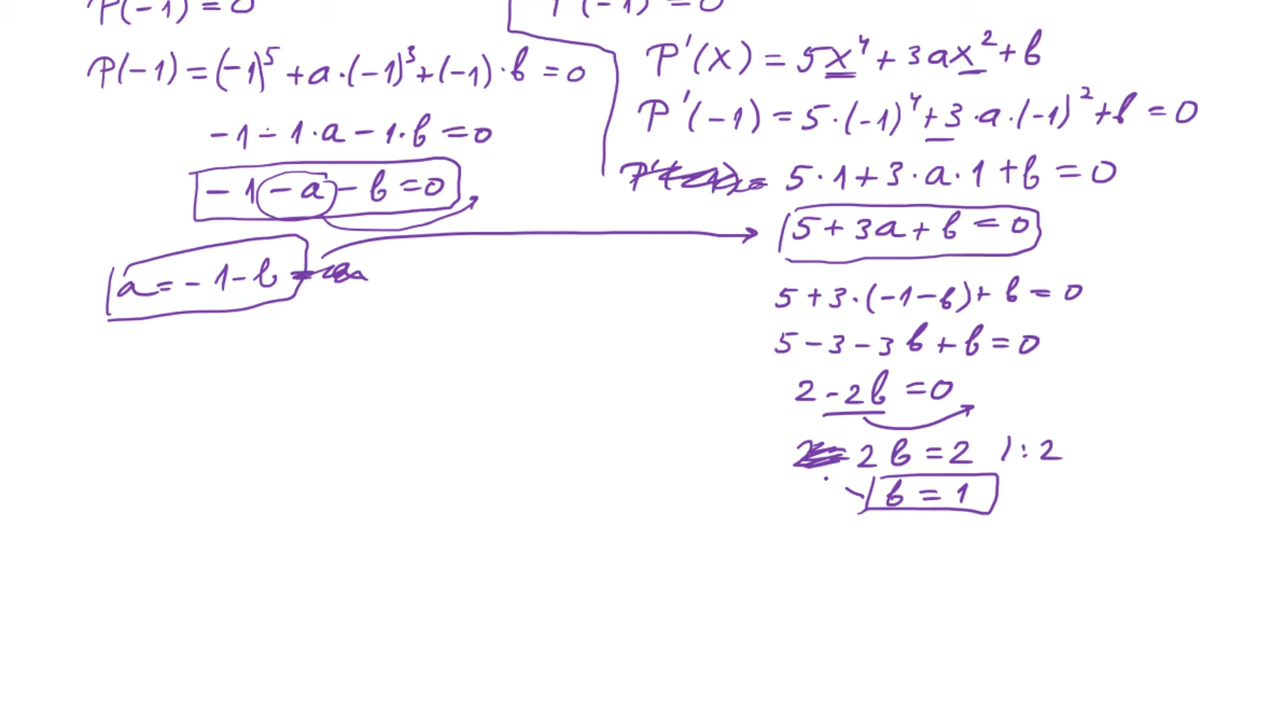 P(-1) = 0
P(-1) = (-1)^5 + a·(-1)^3 + (-1)·b = 0
-1 - 1·a - 1·b = 0
-1 - a - b = 0
a = -1 - b
P'(-1) = 0
P'(x) = 5x^4 + 3ax^2 + b
P'(-1) = 5·(-1)^4 + 3·a·(-1)^2 + b = 0
5·1 + 3·a·1 + b = 0
5 + 3a + b = 0
5 + 3·(-1-b) + b = 0
5 - 3 - 3b + b = 0
2 - 2b = 0
2b = 2 /:2
b = 1